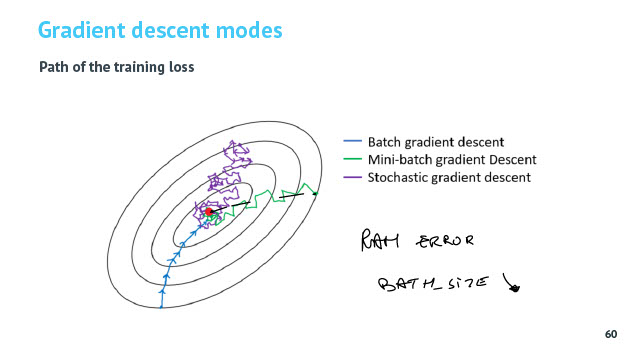 Gradient descent modes
Path of the training loss
Batch gradient descent
Mini-batch gradient Descent
Stochastic gradient descent
RAM ERROR
BATH_SIZE
60